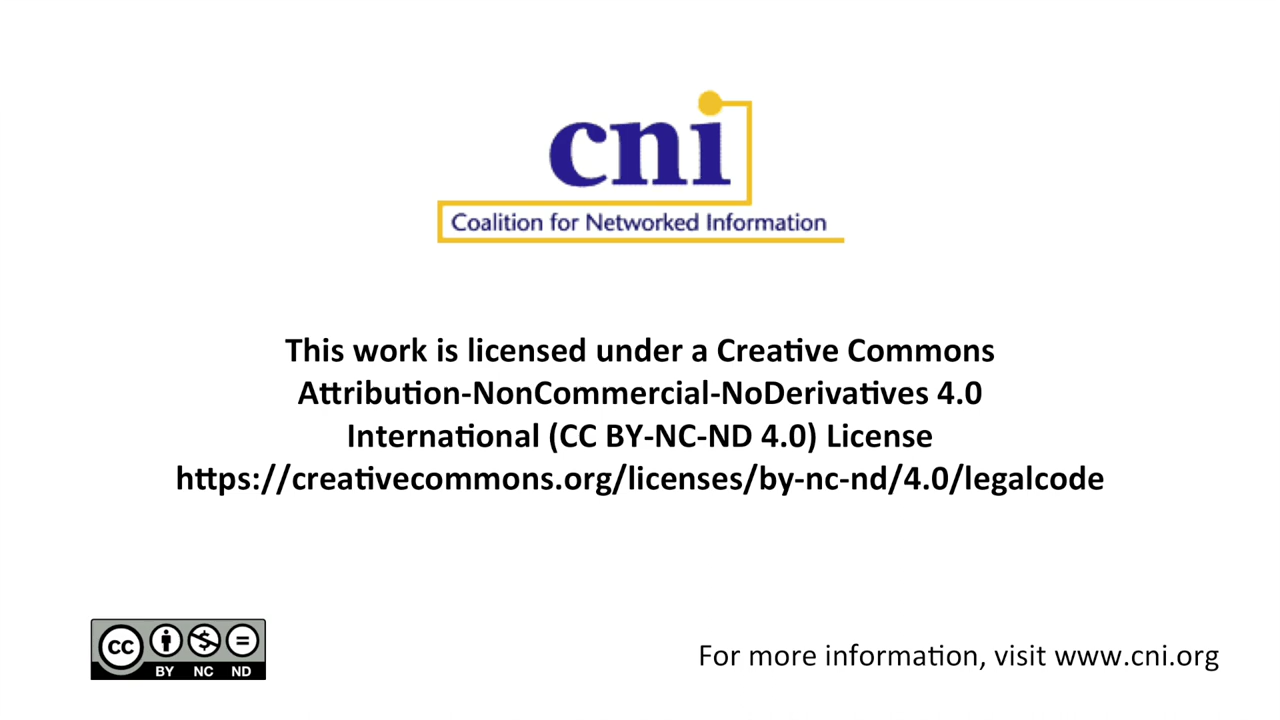 cni
Coalition for Networked Information
This work is licensed under a Creative Commons
Attribution-NonCommercial-NoDerivatives 4.0
International (CC BY-NC-ND 4.0) License
https://creativecommons.org/licenses/by-nc-nd/4.0/legalcode
cc
BY NC ND
For more information, visit www.cni.org